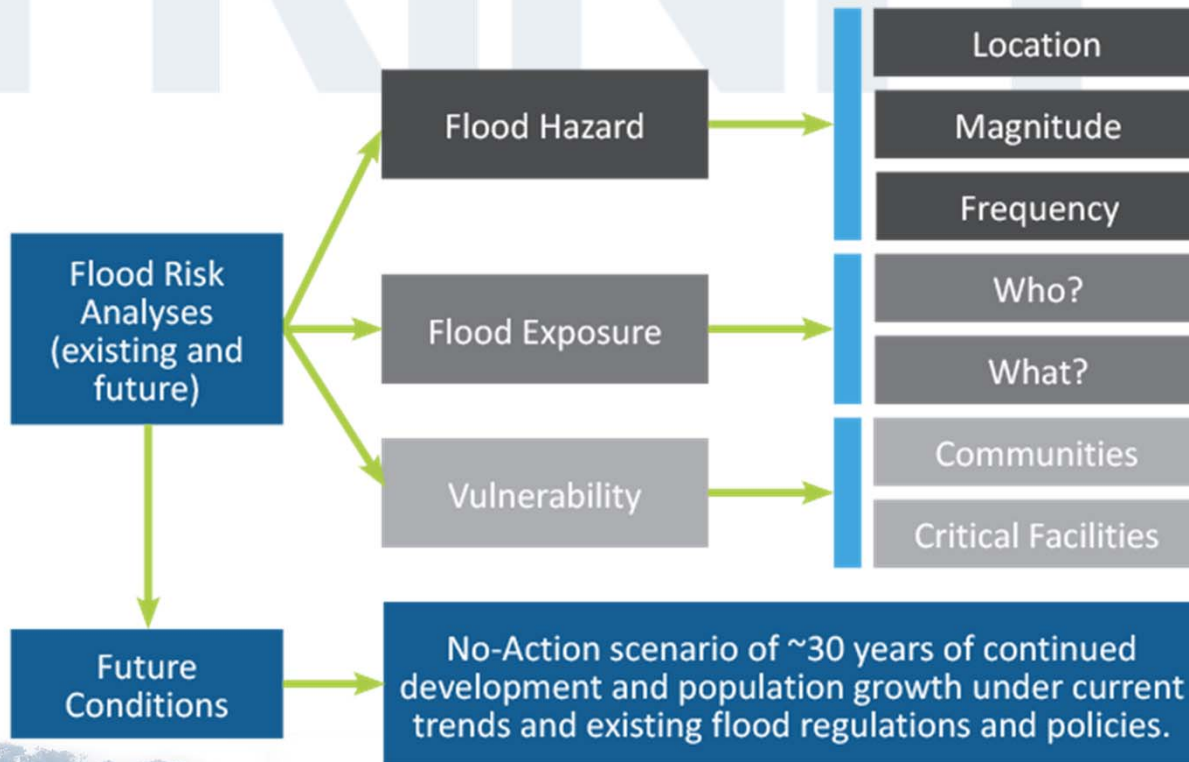 Flood Risk
Analyses
(existing and
future)
Flood Hazard
Location
Magnitude
Frequency
Flood Exposure
Who?
What?
Vulnerability
Communities
Critical Facilities
Future
Conditions
No-Action scenario of ~30 years of continued
development and population growth under current
trends and existing flood regulations and policies.